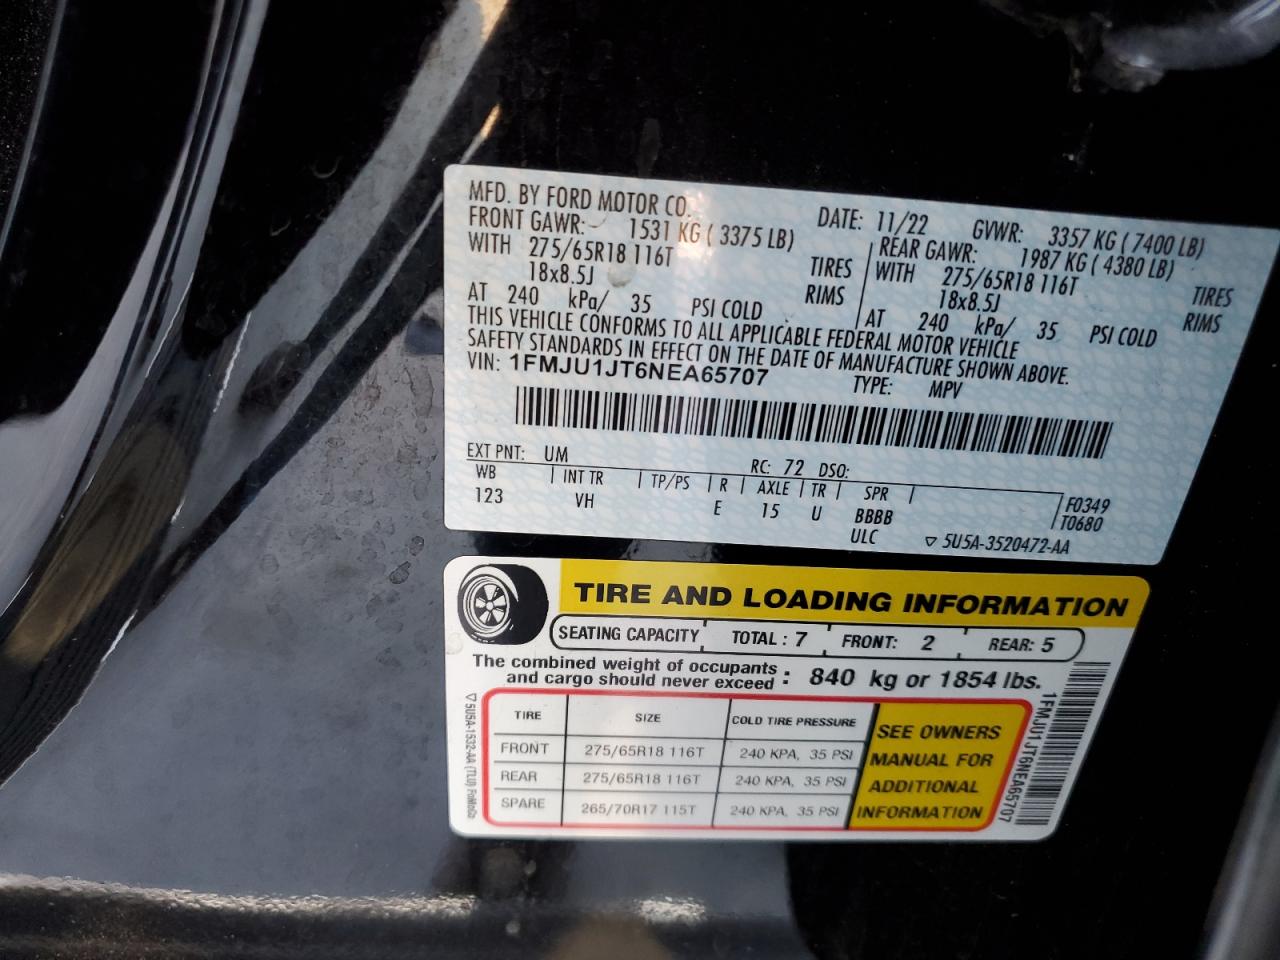 MFD. BY FORD MOTOR CO. DATE: 11/22 GVWR: 3357 KG ( 7400 LB)
FRONT GAWR: 1531 KG ( 3375 LB) REAR GAWR: 1987 KG ( 4380 LB)
WITH 275/65R18 116T TIRES WITH 275/65R18 116T TIRES
18x8.5J RIMS 18x8.5J RIMS
AT 240 kPa/ 35 PSI COLD AT 240 kPa/ 35 PSI COLD
THIS VEHICLE CONFORMS TO ALL APPLICABLE FEDERAL MOTOR VEHICLE
SAFETY STANDARDS IN EFFECT ON THE DATE OF MANUFACTURE SHOWN ABOVE.
VIN: 1FMJU1JT6NEA65707 TYPE: MPV
EXT PNT: UM RC: 72 DSO:
WB INT TR TP/PS R AXLE TR SPR F0349
123 VH E 15 U BBBB T0680
ULC ▽ 5U5A-3520472-AA
TIRE AND LOADING INFORMATION
SEATING CAPACITY TOTAL : 7 FRONT: 2 REAR: 5
The combined weight of occupants
and cargo should never exceed : 840 kg or 1854 lbs.
TIRE SIZE COLD TIRE PRESSURE
FRONT 275/65R18 116T 240 KPA, 35 PSI
REAR 275/65R18 116T 240 KPA, 35 PSI
SPARE 265/70R17 115T 240 KPA, 35 PSI
SEE OWNERS
MANUAL FOR
ADDITIONAL
INFORMATION
▽ 5U5A-1532-AA (TLU) FoMoCo
1FMJU1JT6NEA65707